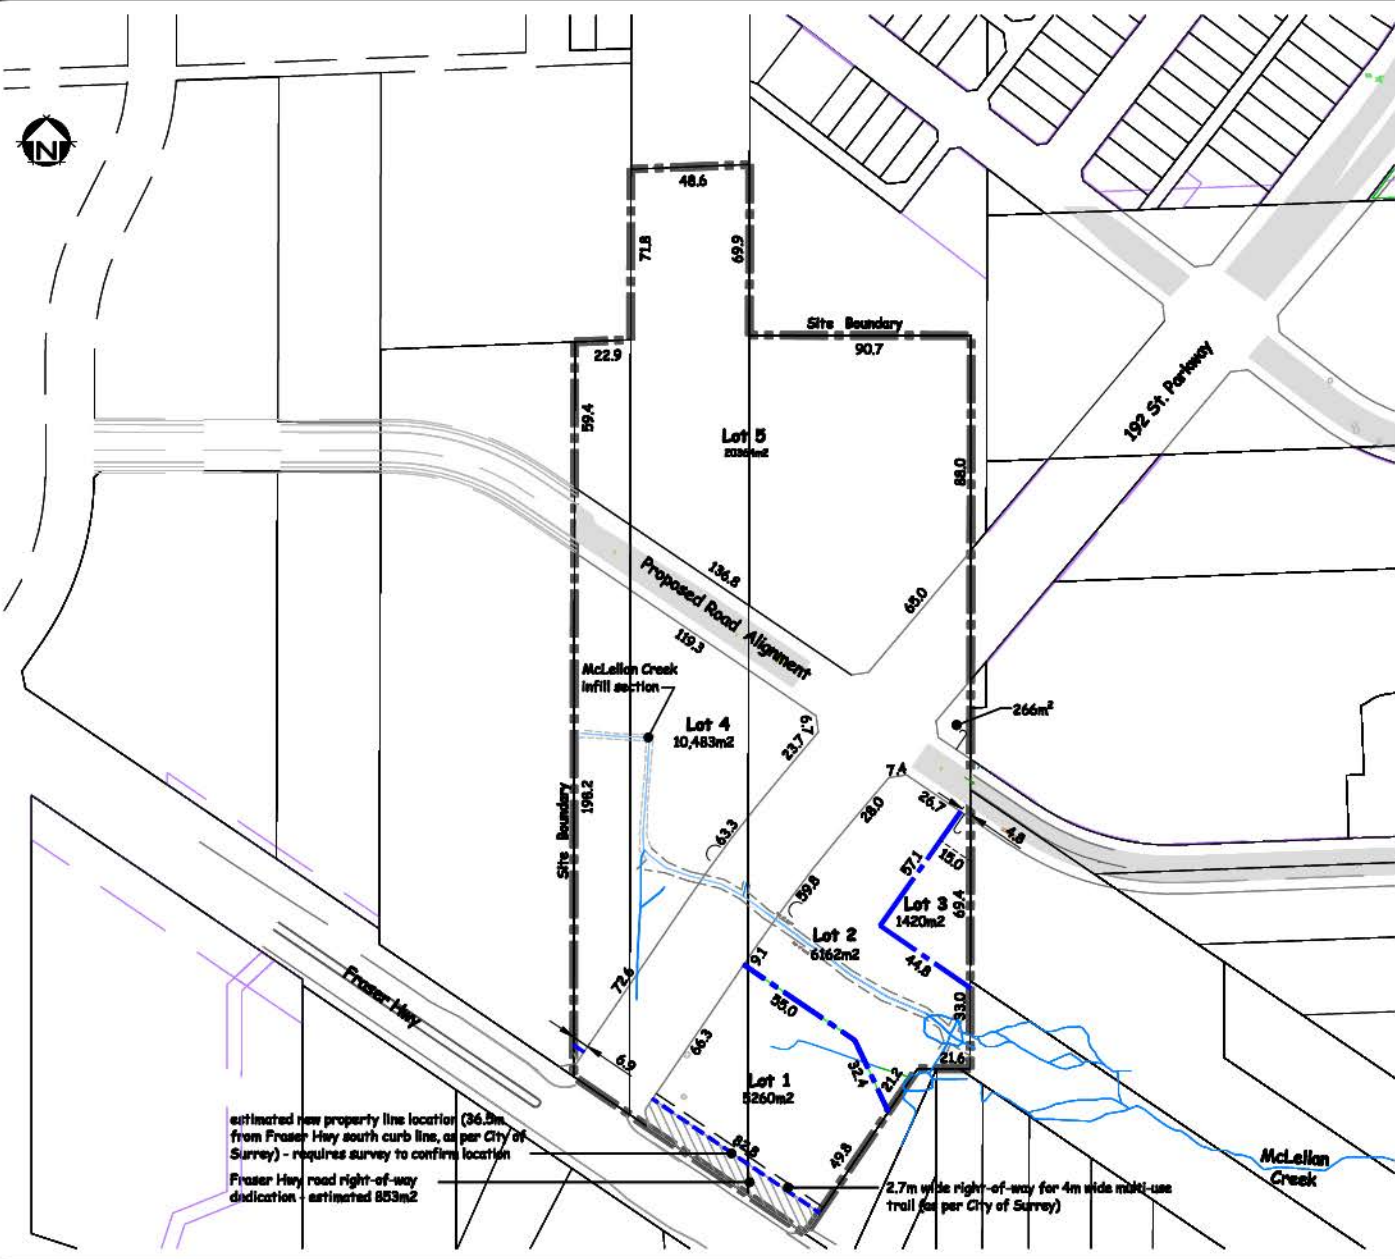 N
48.6
71.8
69.9
Site Boundary
90.7
22.9
59.4
192 St. Parkway
Lot 5
88.0
136.8
Proposed Road Alignment
65.0
119.3
McLellan Creek
infill section
266m²
Lot 4
10,483m2
6.7
23.7
7.4
26.7
28.0
4.8
Site Boundary
198.2
63.3
57.1
15.0
59.8
Lot 3
1420m2
69.4
Lot 2
6162m2
44.8
9.1
72.6
55.0
33.0
Fraser Hwy
66.3
6.9
32.4
21.2
21.6
Lot 1
5260m2
estimated new property line location (36.5m
from Fraser Hwy south curb line, as per City of
Surrey) - requires survey to confirm location
82.8
49.8
McLellan
Creek
Fraser Hwy road right-of-way
dedication - estimated 853m2
2.7m wide right-of-way for 4m wide multi-use
trail (as per City of Surrey)